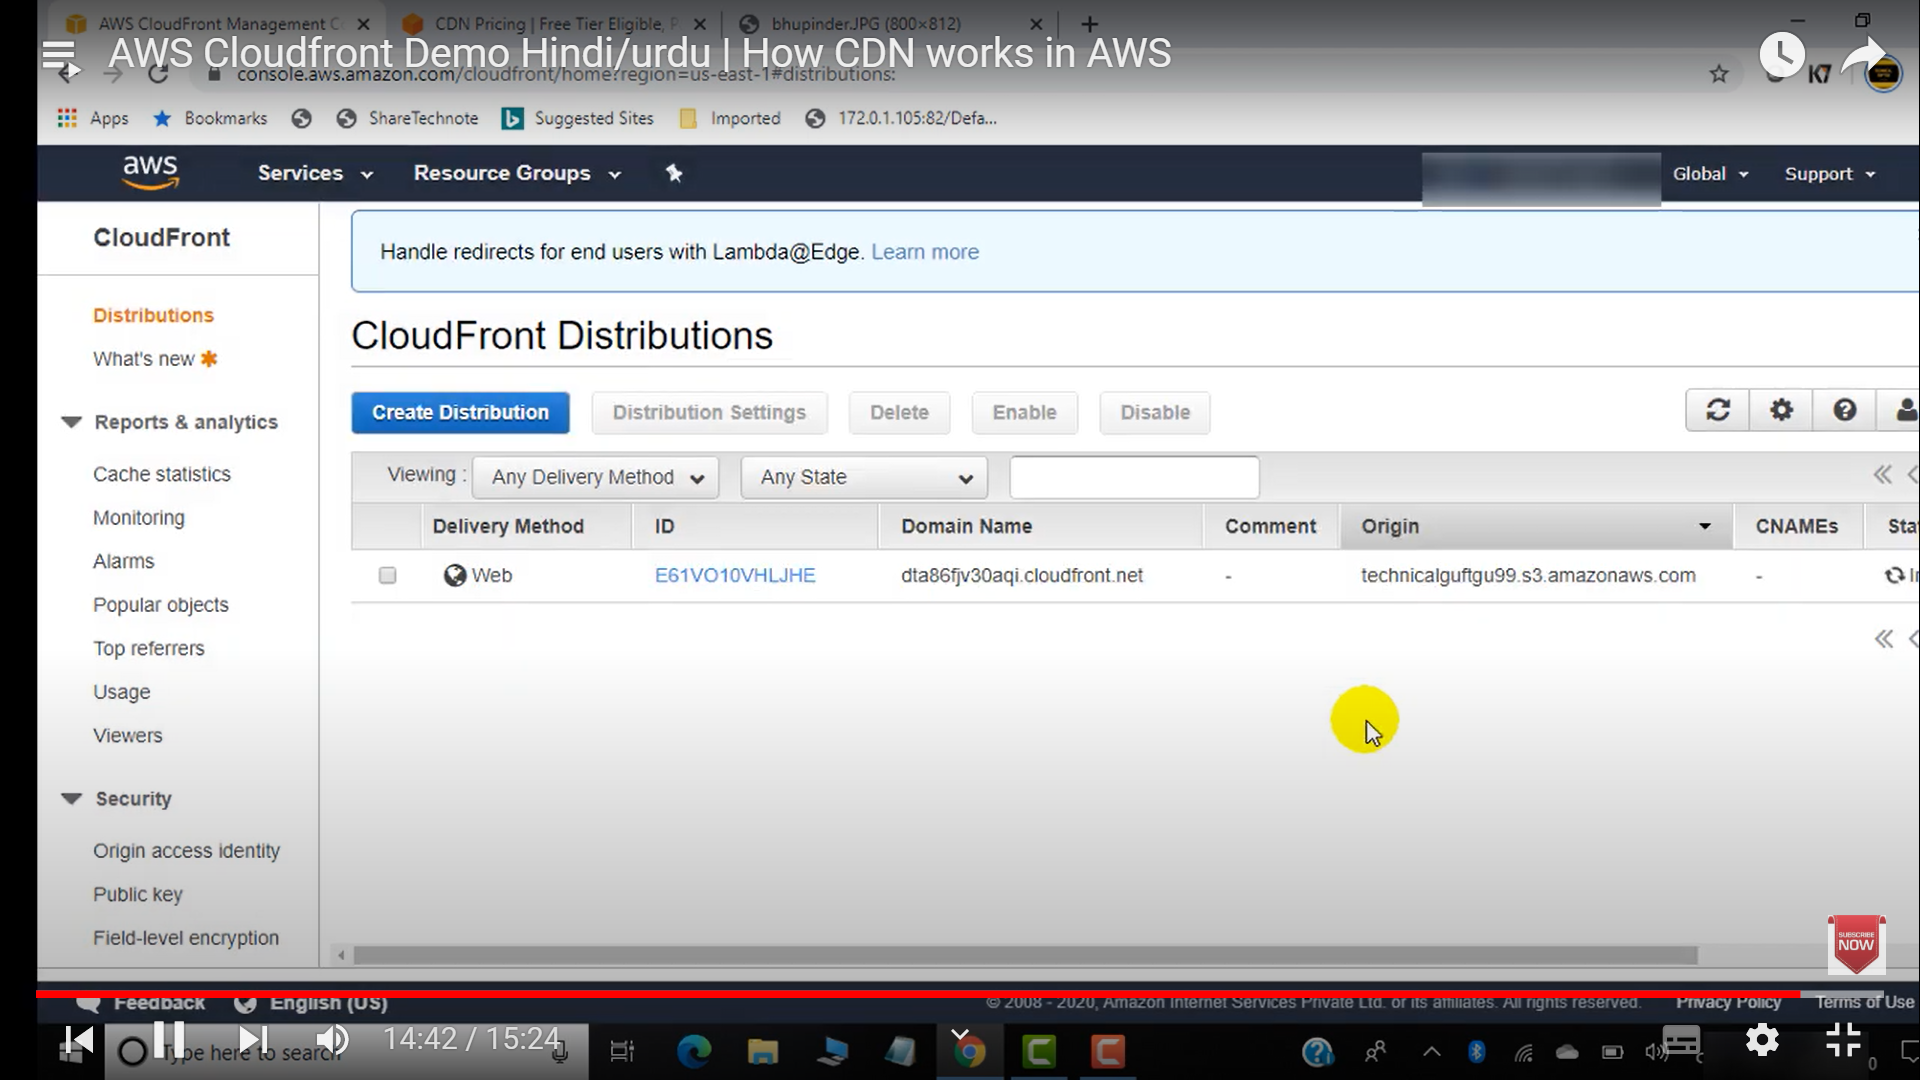 AWS CloudFront Management C
CDN Pricing | Free Tier Eligible, P
bhupinder.JPG (800×812)
AWS Cloudfront Demo Hindi/urdu | How CDN works in AWS
console.aws.amazon.com/cloudfront/home?region=us-east-1#distributions:
K7
Apps
Bookmarks
ShareTechnote
Suggested Sites
Imported
172.0.1.105:82/Defa...
aws
Services
Resource Groups
Global
Support
CloudFront
Handle redirects for end users with Lambda@Edge. Learn more
Distributions
What's new
CloudFront Distributions
Create Distribution
Distribution Settings
Delete
Enable
Disable
Reports & analytics
Cache statistics
Monitoring
Alarms
Popular objects
Top referrers
Usage
Viewers
Viewing :
Any Delivery Method
Any State
Delivery Method
ID
Domain Name
Comment
Origin
CNAMEs
Sta
Web
E61VO10VHLJHE
dta86fjv30aqi.cloudfront.net
-
technicalguftgu99.s3.amazonaws.com
-
In
Security
Origin access identity
Public key
Field-level encryption
SUBSCRIBE
NOW
Feedback
English (US)
© 2008 - 2020, Amazon Internet Services Private Ltd. or its affiliates. All rights reserved.
Privacy Policy
Terms of Use
Type here to search
14:42 / 15:24